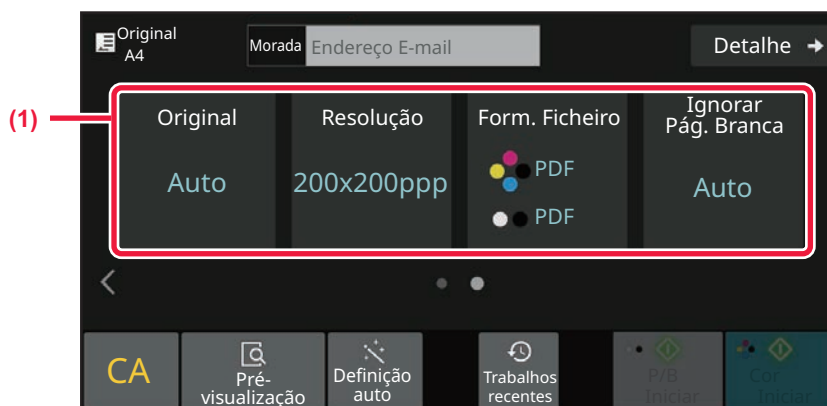 Original
A4
Morada Endereço E-mail
Detalhe
(1)
Original
Auto
Resolução
200x200ppp
Form. Ficheiro
PDF
PDF
Ignorar
Pág. Branca
Auto
CA
Pré-
visualização
Definição
auto
Trabalhos
recentes
P/B
Iniciar
Cor
Iniciar